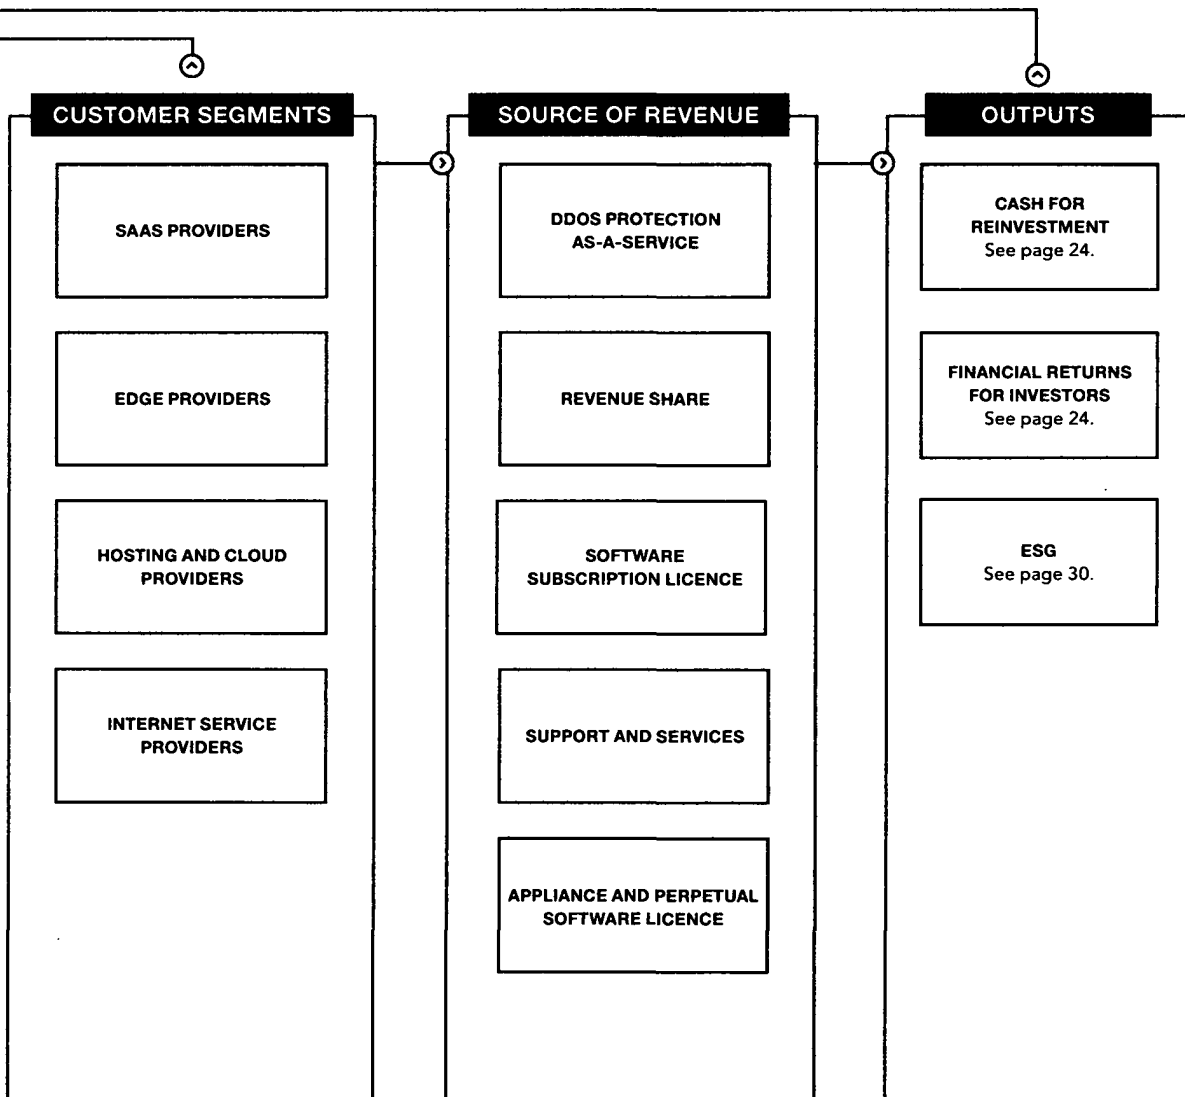 CUSTOMER SEGMENTS
SAAS PROVIDERS
EDGE PROVIDERS
HOSTING AND CLOUD
PROVIDERS
INTERNET SERVICE
PROVIDERS
SOURCE OF REVENUE
DDOS PROTECTION
AS-A-SERVICE
REVENUE SHARE
SOFTWARE
SUBSCRIPTION LICENCE
SUPPORT AND SERVICES
APPLIANCE AND PERPETUAL
SOFTWARE LICENCE
OUTPUTS
CASH FOR
REINVESTMENT
See page 24.
FINANCIAL RETURNS
FOR INVESTORS
See page 24.
ESG
See page 30.